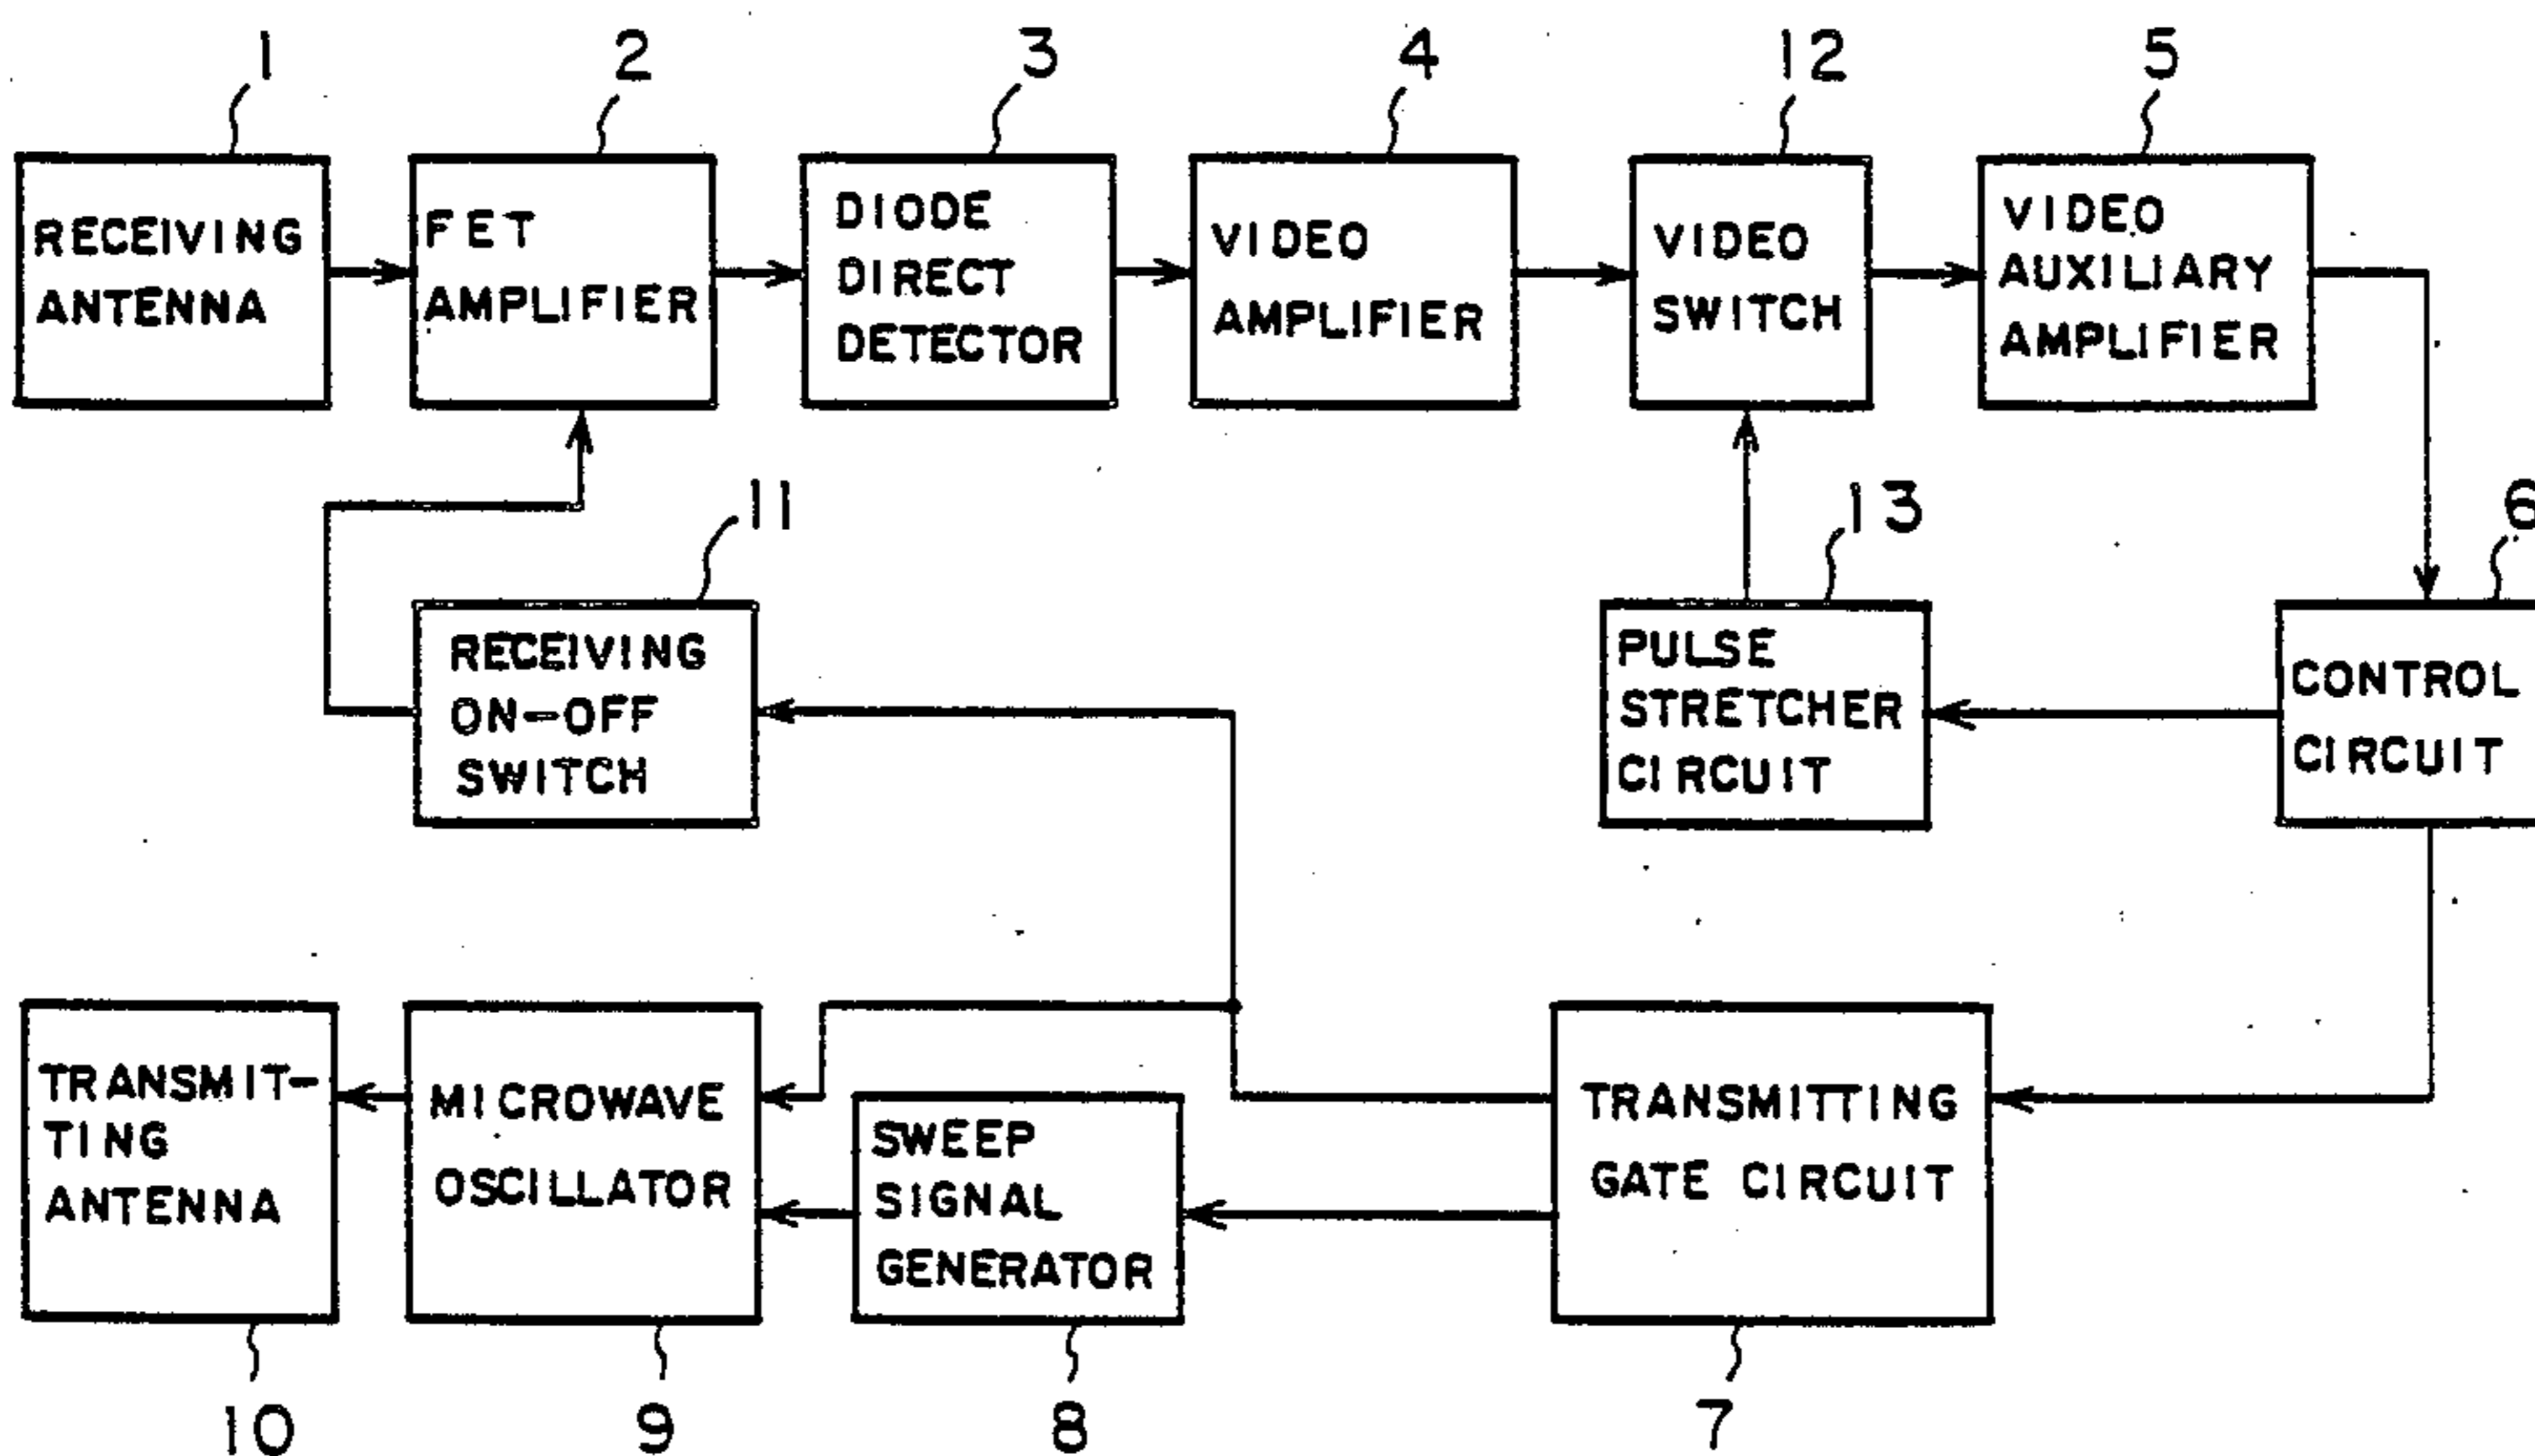 1
2
3
4
12
5
RECEIVING
ANTENNA
FET
AMPLIFIER
DIODE
DIRECT
DETECTOR
VIDEO
AMPLIFIER
VIDEO
SWITCH
VIDEO
AUXILIARY
AMPLIFIER
11
13
6
RECEIVING
ON-OFF
SWITCH
PULSE
STRETCHER
CIRCUIT
CONTROL
CIRCUIT
TRANSMIT-
TING
ANTENNA
MICROWAVE
OSCILLATOR
SWEEP
SIGNAL
GENERATOR
TRANSMITTING
GATE CIRCUIT
10
9
8
7